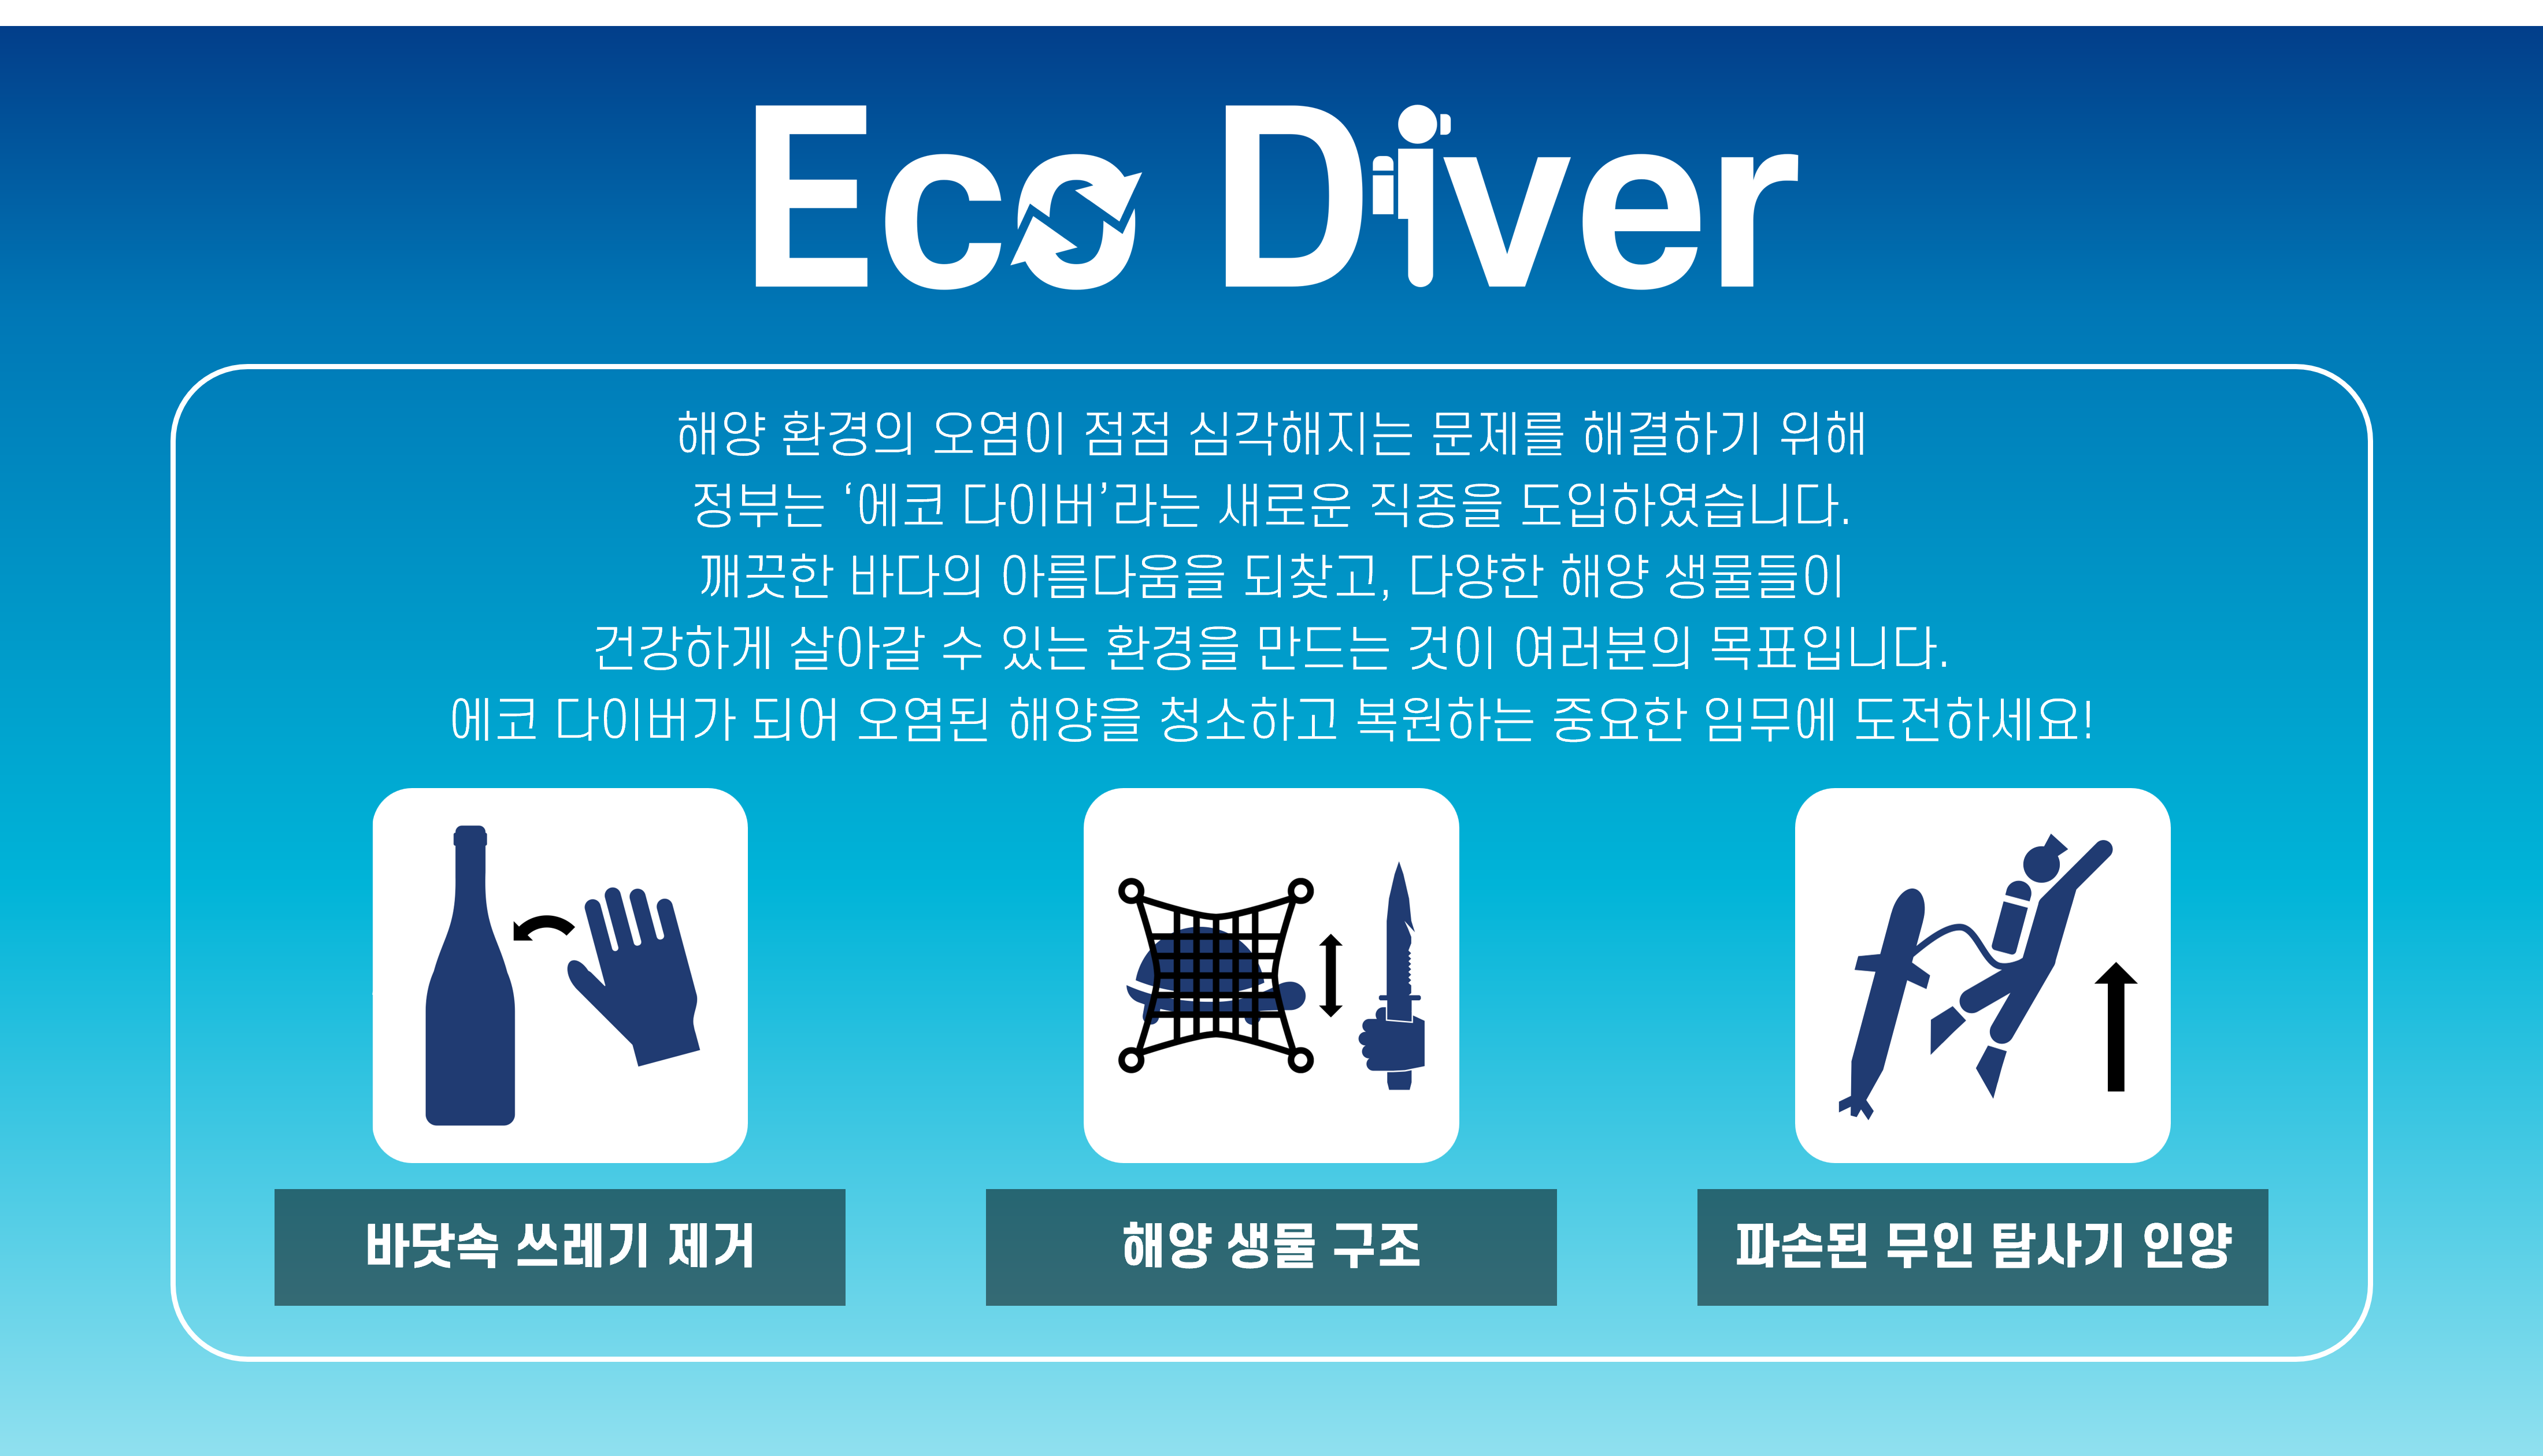 Eco Diver
해양 환경의 오염이 점점 심각해지는 문제를 해결하기 위해
정부는 ‘에코 다이버’라는 새로운 직종을 도입하였습니다.
깨끗한 바다의 아름다움을 되찾고, 다양한 해양 생물들이
건강하게 살아갈 수 있는 환경을 만드는 것이 여러분의 목표입니다.
에코 다이버가 되어 오염된 해양을 청소하고 복원하는 중요한 임무에 도전하세요!
바닷속 쓰레기 제거
해양 생물 구조
파손된 무인 탐사기 인양